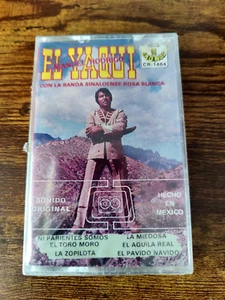 EL YAQUI
CON LA BANDA SINALOENSE ROSA BLANCA
CR-1464
SONIDO
ORIGINAL
HECHO
EN
MEXICO
NI PARIENTES SOMOS
EL TORO MORO
LA ZOPILOTA
LA MIEDOSA
EL AGUILA REAL
EL PAVIDO NAVIDO